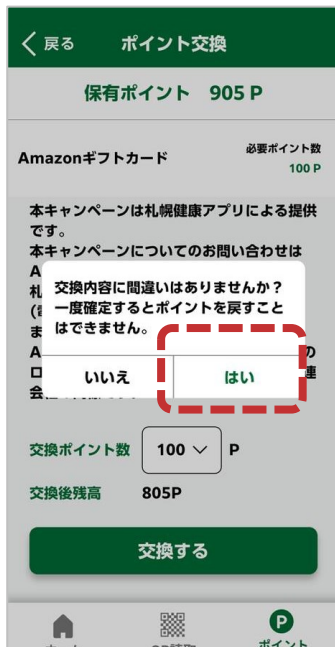 戻る ポイント交換
保有ポイント 905 P
Amazonギフトカード
必要ポイント数
100 P
本キャンペーンは札幌健康アプリによる提供
です。
本キャンペーンについてのお問い合わせは
A
札
ま
A の
ロ 連
会
交換内容に間違いはありませんか？
一度確定するとポイントを戻すこと
はできません。
いいえ はい
交換ポイント数 100 P
交換後残高 805P
交換する
P
ポイント